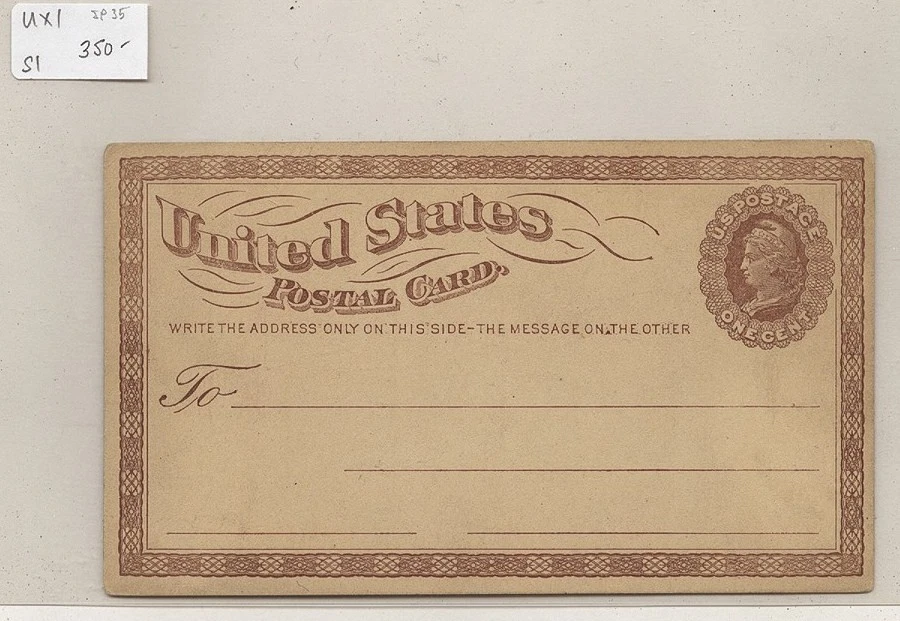 UX1 JP35
S1 350-
United States
Postal Card.
WRITE THE ADDRESS ONLY ON THIS SIDE-THE MESSAGE ON THE OTHER
U.S. POSTAGE
ONE CENT
To